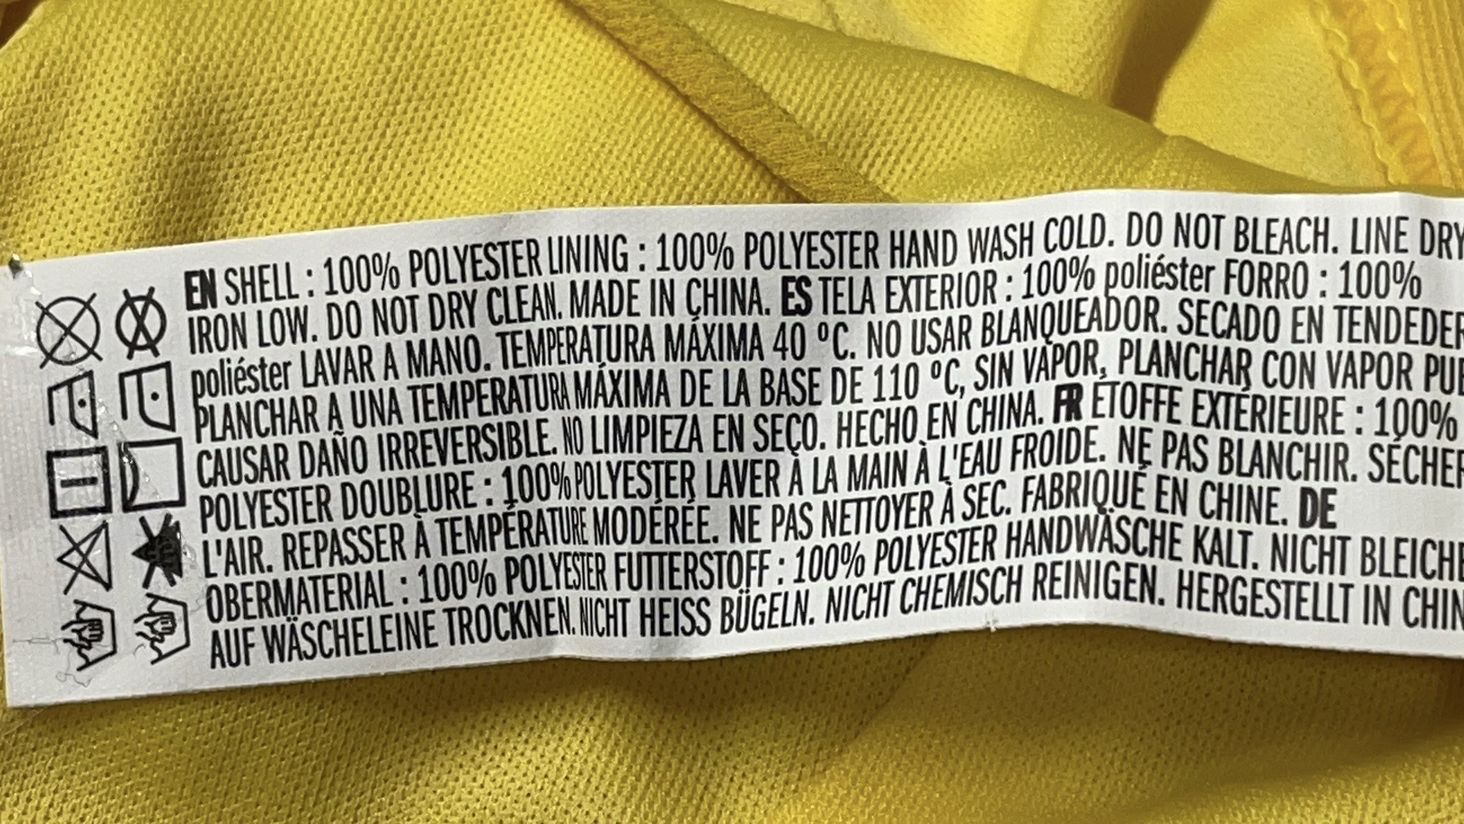 EN SHELL : 100% POLYESTER LINING : 100% POLYESTER HAND WASH COLD. DO NOT BLEACH. LINE DRY
IRON LOW. DO NOT DRY CLEAN. MADE IN CHINA. ES TELA EXTERIOR : 100% poliéster FORRO : 100%
poliéster LAVAR A MANO. TEMPERATURA MÁXIMA 40 ºC. NO USAR BLANQUEADOR. SECADO EN TENDEDER
PLANCHAR A UNA TEMPERATURA MÁXIMA DE LA BASE DE 110 ºC, SIN VAPOR, PLANCHAR CON VAPOR PUE
CAUSAR DAÑO IRREVERSIBLE. NO LIMPIEZA EN SECO. HECHO EN CHINA. FR ÉTOFFE EXTÉRIEURE : 100%
POLYESTER DOUBLURE : 100% POLYESTER LAVER À LA MAIN À L'EAU FROIDE. NE PAS BLANCHIR. SÉCHER
L'AIR. REPASSER À TEMPÉRATURE MODÉRÉE. NE PAS NETTOYER À SEC. FABRIQUÉ EN CHINE. DE
OBERMATERIAL : 100% POLYESTER FUTTERSTOFF : 100% POLYESTER HANDWÄSCHE KALT. NICHT BLEICHE
AUF WÄSCHELEINE TROCKNEN. NICHT HEISS BÜGELN. NICHT CHEMISCH REINIGEN. HERGESTELLT IN CHIN